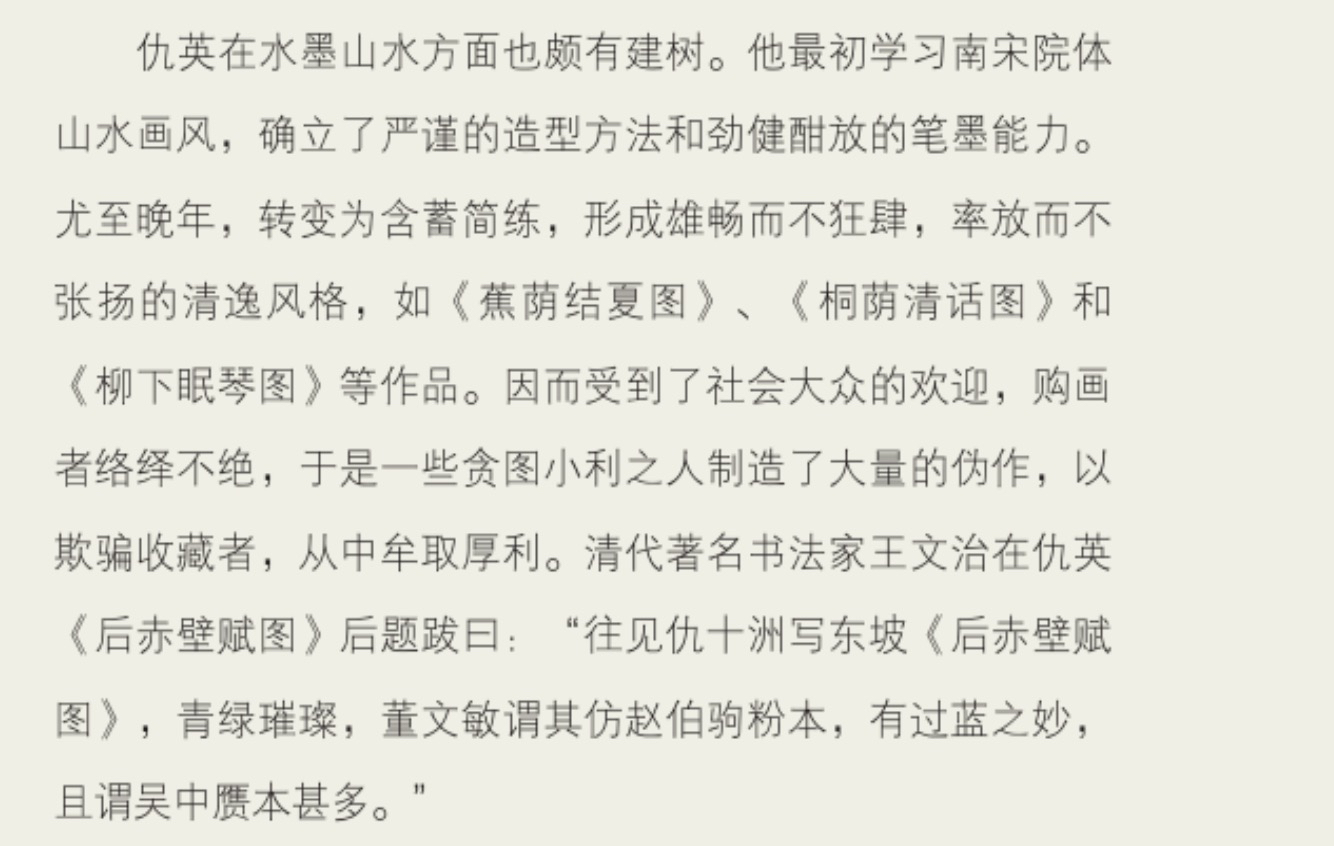 仇英在水墨山水方面也颇有建树。他最初学习南宋院体
山水画风，确立了严谨的造型方法和劲健酣放的笔墨能力。
尤至晚年，转变为含蓄简练，形成雄畅而不狂肆，率放而不
张扬的清逸风格，如《蕉荫结夏图》、《桐荫清话图》和
《柳下眠琴图》等作品。因而受到了社会大众的欢迎，购画
者络绎不绝，于是一些贪图小利之人制造了大量的伪作，以
欺骗收藏者，从中牟取厚利。清代著名书法家王文治在仇英
《后赤壁赋图》后题跋曰：“往见仇十洲写东坡《后赤壁赋
图》，青绿璀璨，董文敏谓其仿赵伯驹粉本，有过蓝之妙，
且谓吴中赝本甚多。”